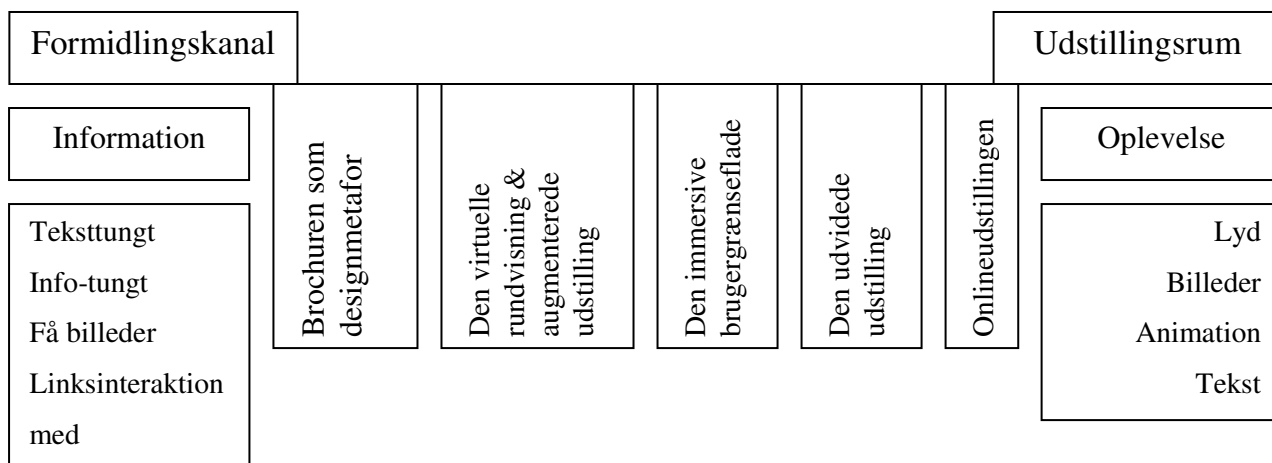 Formidlingskanal
Udstillingsrum
Information
Oplevelse
Teksttungt
Info-tungt
Få billeder
Linksinteraktion
med
Brochuren som
designmetafor
Den virtuelle
rundvisning &
augmenterede
udstilling
Den immersive
brugergrænseflade
Den udvidede
udstilling
Onlineudstillingen
Lyd
Billeder
Animation
Tekst